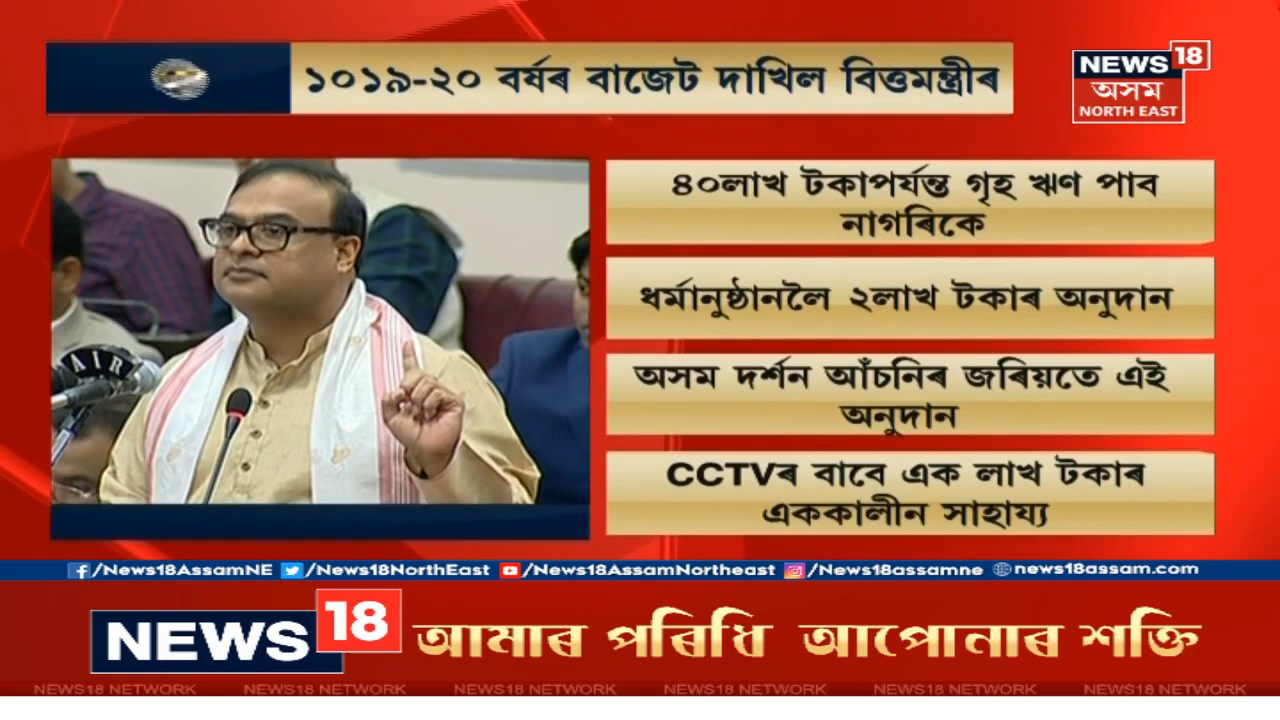 ১০১৯-২০ বৰ্ষৰ বাজেট দাখিল বিত্তমন্ত্ৰীৰ
NEWS 18
অসম
NORTH EAST
৪০লাখ টকাপৰ্যন্ত গৃহ ঋণ পাব
নাগৰিকে
ধৰ্মানুষ্ঠানলৈ ২লাখ টকাৰ অনুদান
অসম দৰ্শন আঁচনিৰ জৰিয়তে এই
অনুদান
CCTVৰ বাবে এক লাখ টকাৰ
এককালীন সাহায্য
AIR
/News18AssamNE /News18NorthEast /News18AssamNortheast /News18assamne news18assam.com
NEWS 18 আমাৰ পৰিধি আপোনাৰ শক্তি
NEWS18 NETWORK NEWS18 NETWORK NEWS18 NETWORK NEWS18 NETWORK NEWS18 NETWORK NEWS18 NETWORK